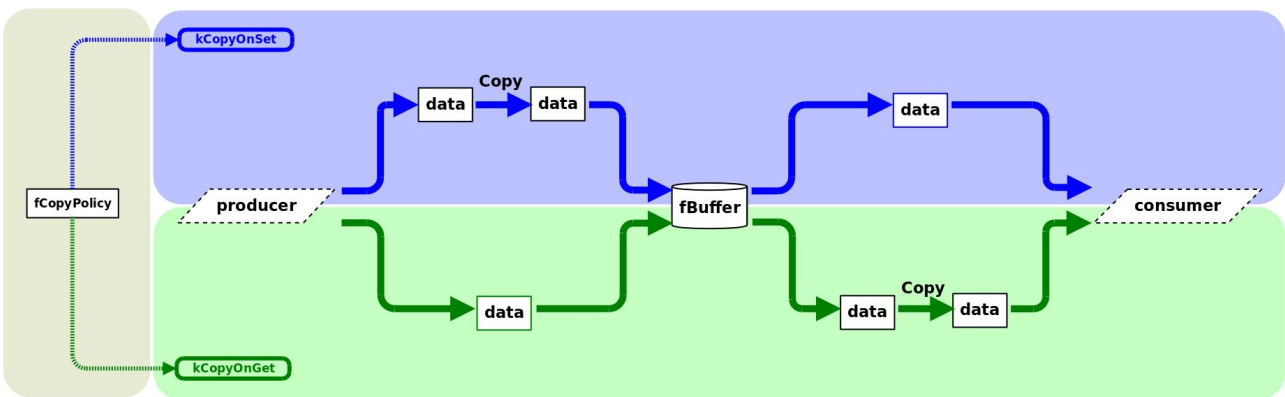 kCopyOnSet
Copy
data
data
data
fCopyPolicy
producer
fBuffer
consumer
Copy
data
data
data
kCopyOnGet